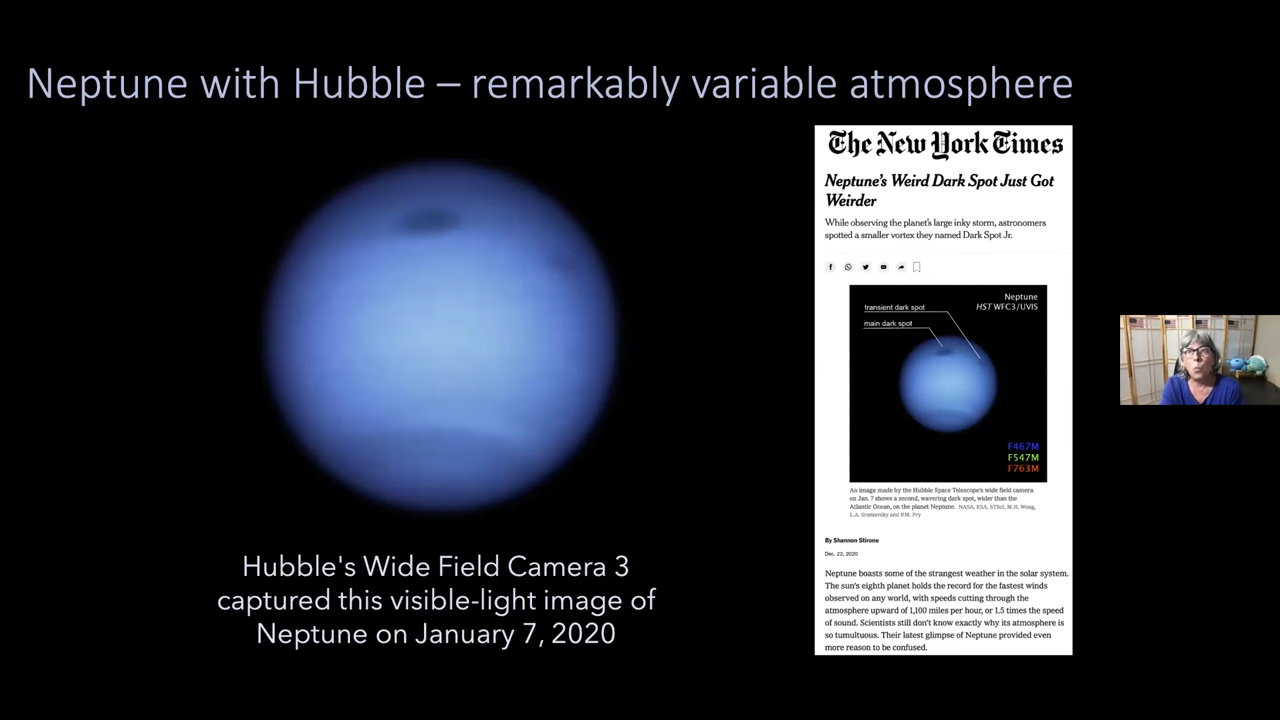 Neptune with Hubble – remarkably variable atmosphere
Hubble's Wide Field Camera 3
captured this visible-light image of
Neptune on January 7, 2020
The New York Times
Neptune's Weird Dark Spot Just Got
Weirder
While observing the planet's large inky storm, astronomers
spotted a smaller vortex they named Dark Spot Jr.
Neptune
HST WFC3/UVIS
transient dark spot
main dark spot
F467M
F547M
F763M
An image made by the Hubble Space Telescope's wide field camera
on Jan. 7 shows a second, wavering dark spot, wider than the
Atlantic Ocean, on the planet Neptune. NASA, ESA, STScI, M.H. Wong,
L.A. Sromovsky and P.M. Fry
By Shannon Stirone
Dec. 22, 2020
Neptune boasts some of the strangest weather in the solar system.
The sun's eighth planet holds the record for the fastest winds
observed on any world, with speeds cutting through the
atmosphere upward of 1,100 miles per hour, or 1.5 times the speed
of sound. Scientists still don't know exactly why its atmosphere is
so tumultuous. Their latest glimpse of Neptune provided even
more reason to be confused.